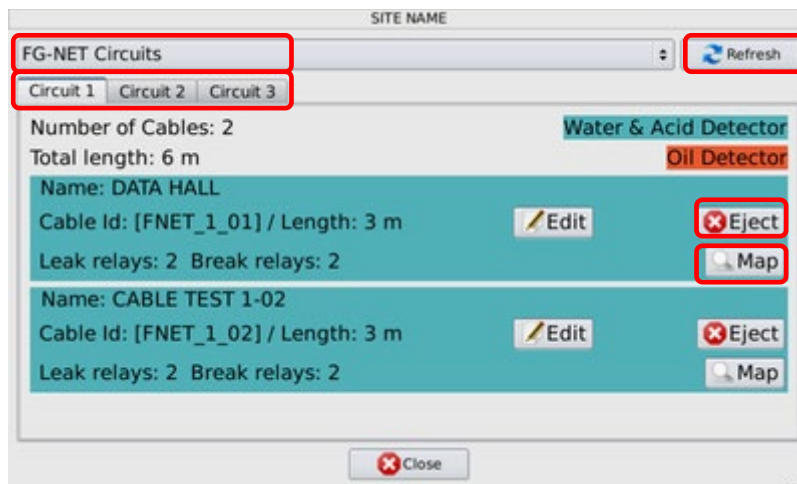 SITE NAME
FG-NET Circuits
Refresh
Circuit 1 Circuit 2 Circuit 3
Number of Cables: 2 Water & Acid Detector
Total length: 6 m Oil Detector
Name: DATA HALL
Cable Id: [FNET_1_01] / Length: 3 m Edit Eject
Leak relays: 2 Break relays: 2 Map
Name: CABLE TEST 1-02
Cable Id: [FNET_1_02] / Length: 3 m Edit Eject
Leak relays: 2 Break relays: 2 Map
Close